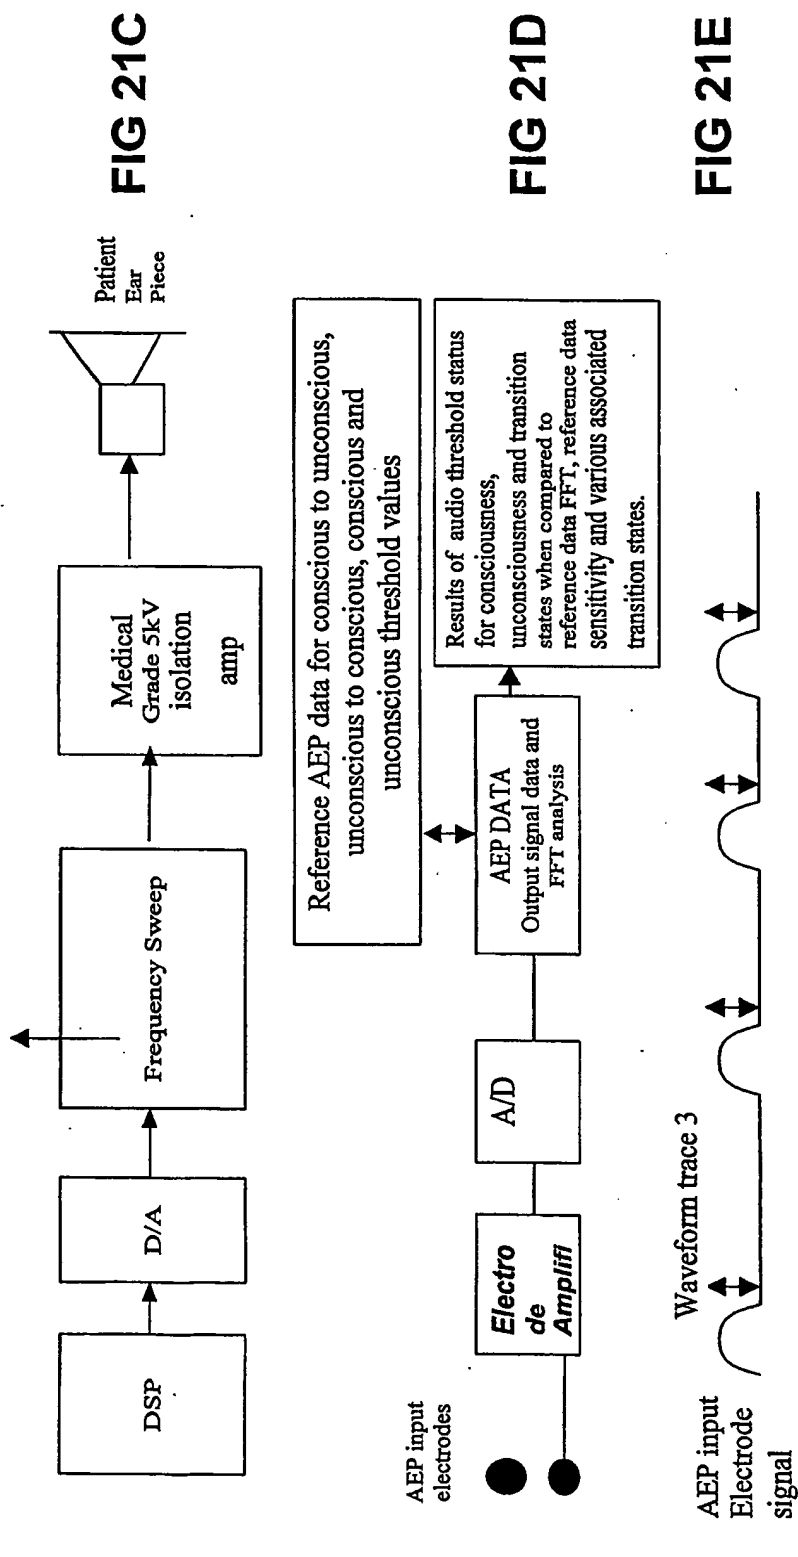 FIG 21C
DSP
D/A
Frequency Sweep
Medical
Grade 5kV
isolation
amp
Patient
Ear
Piece
FIG 21D
Reference AEP data for conscious to unconscious,
unconscious to conscious, conscious and
unconscious threshold values
AEP input
electrodes
Electro
de
Amplifi
A/D
AEP DATA
Output signal data and
FFT analysis
Results of audio threshold status
for consciousness,
unconsciousness and transition
states when compared to
reference data FFT, reference data
sensitivity and various associated
transition states.
FIG 21E
AEP input
Electrode
signal
Waveform trace 3